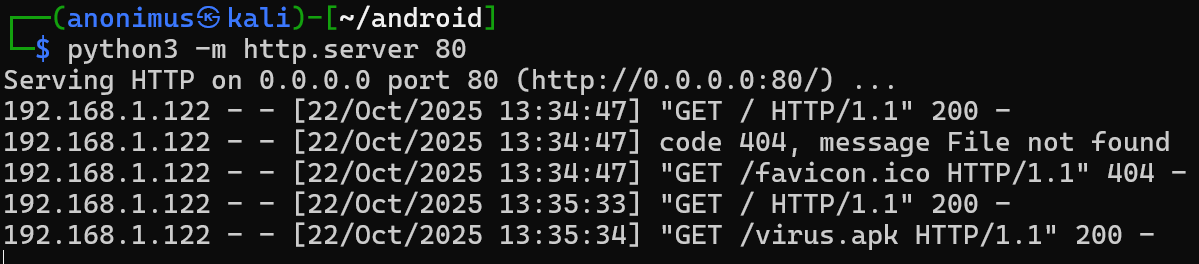 ┌──(anonimus㉿kali)-[~/android]
└─$ python3 -m http.server 80
Serving HTTP on 0.0.0.0 port 80 (http://0.0.0.0:80/) ...
192.168.1.122 - - [22/Oct/2025 13:34:47] "GET / HTTP/1.1" 200 -
192.168.1.122 - - [22/Oct/2025 13:34:47] code 404, message File not found
192.168.1.122 - - [22/Oct/2025 13:34:47] "GET /favicon.ico HTTP/1.1" 404 -
192.168.1.122 - - [22/Oct/2025 13:35:33] "GET / HTTP/1.1" 200 -
192.168.1.122 - - [22/Oct/2025 13:35:34] "GET /virus.apk HTTP/1.1" 200 -